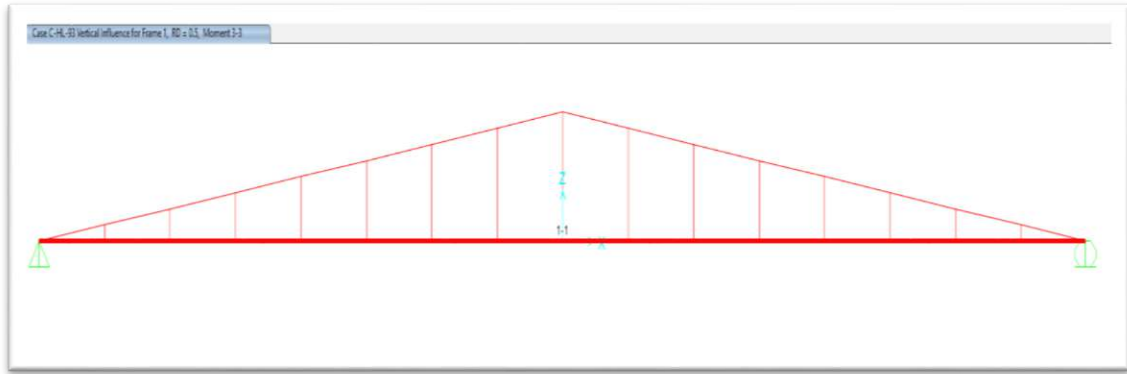 Case C-HL-93 Vertical Influence for Frame 1, RD = 0.5, Moment 3-3
Z
1-1
X